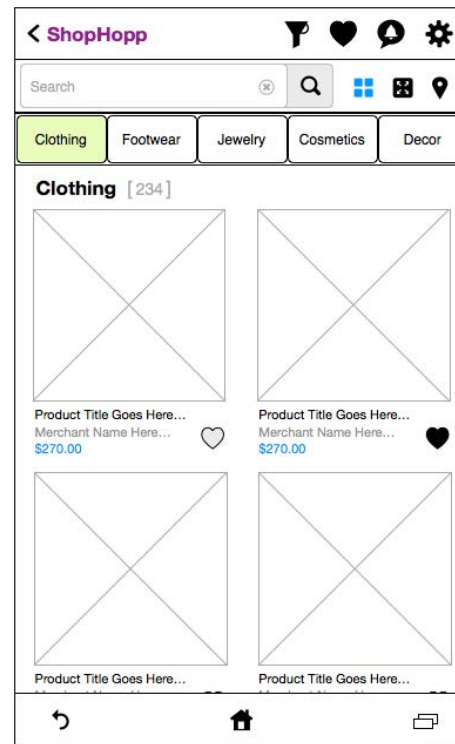 ShopHopp
Search
Clothing Footwear Jewelry Cosmetics Decor
Clothing [234]
Product Title Goes Here... Product Title Goes Here...
Merchant Name Here... Merchant Name Here...
$270.00 $270.00
Product Title Goes Here... Product Title Goes Here...